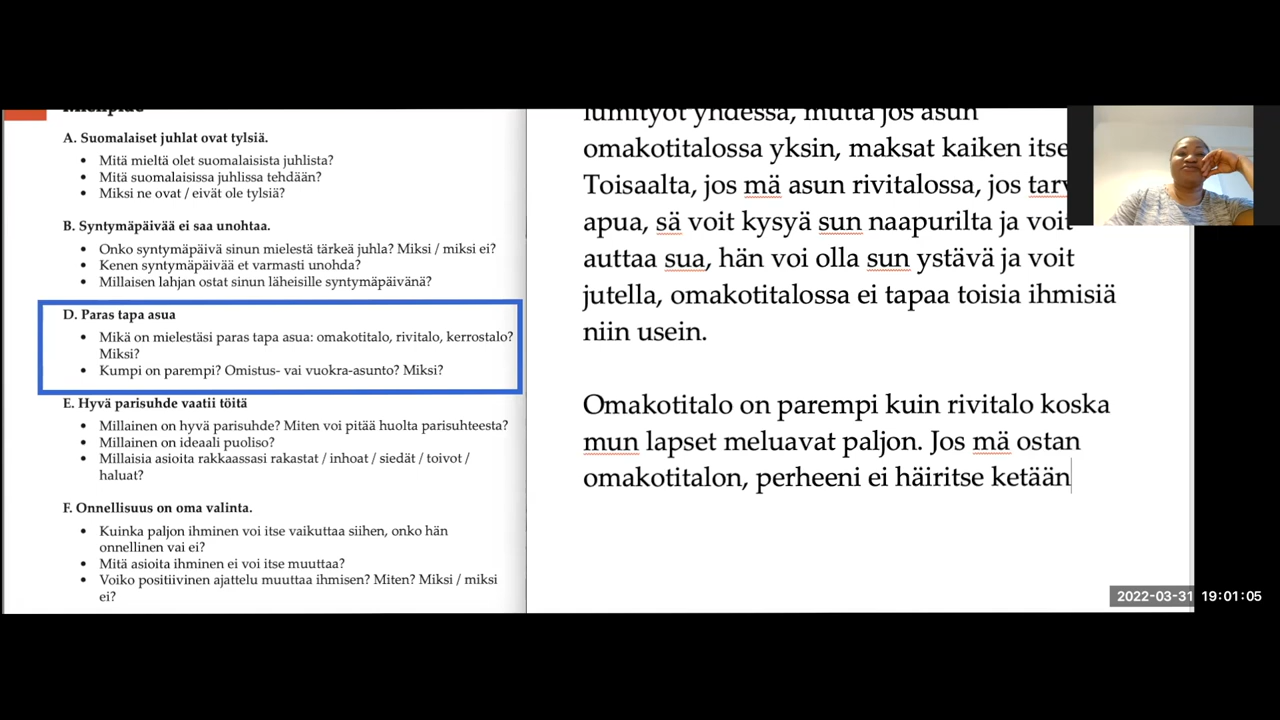 Mielipide
A. Suomalaiset juhlat ovat tylsiä.
• Mitä mieltä olet suomalaisista juhlista?
• Mitä suomalaisissa juhlissa tehdään?
• Miksi ne ovat / eivät ole tylsiä?
B. Syntymäpäivää ei saa unohtaa.
• Onko syntymäpäivä sinun mielestä tärkeä juhla? Miksi / miksi ei?
• Kenen syntymäpäivää et varmasti unohda?
• Millaisen lahjan ostat sinun läheisille syntymäpäivänä?
D. Paras tapa asua
• Mikä on mielestäsi paras tapa asua: omakotitalo, rivitalo, kerrostalo?
Miksi?
• Kumpi on parempi? Omistus- vai vuokra-asunto? Miksi?
E. Hyvä parisuhde vaatii töitä
• Millainen on hyvä parisuhde? Miten voi pitää huolta parisuhteesta?
• Millainen on ideaali puoliso?
• Millaisia asioita rakkaassasi rakastat / inhoat / siedät / toivot /
haluat?
F. Onnellisuus on oma valinta.
• Kuinka paljon ihminen voi itse vaikuttaa siihen, onko hän
onnellinen vai ei?
• Mitä asioita ihminen ei voi itse muuttaa?
• Voiko positiivinen ajattelu muuttaa ihmisen? Miten? Miksi / miksi
ei?
lumityöt yhdessä, mutta jos asun
omakotitalossa yksin, maksat kaiken itse
Toisaalta, jos mä asun rivitalossa, jos tarv
apua, sä voit kysyä sun naapurilta ja voit
auttaa sua, hän voi olla sun ystävä ja voit
jutella, omakotitalossa ei tapaa toisia ihmisiä
niin usein.
Omakotitalo on parempi kuin rivitalo koska
mun lapset meluavat paljon. Jos mä ostan
omakotitalon, perheeni ei häiritse ketään
2022-03-31 19:01:05